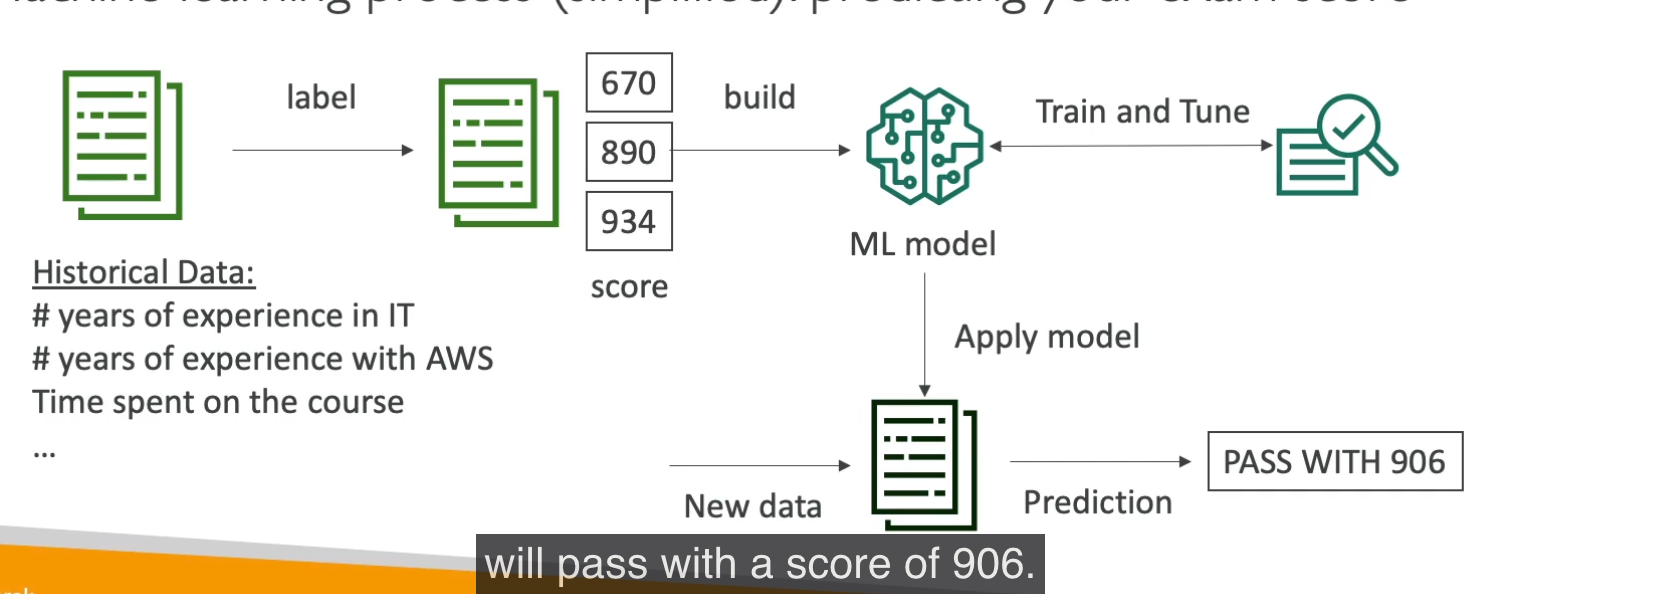 machine learning process (simplified): predicting your exam score
label
670
890
934
score
build
Train and Tune
ML model
Historical Data:
# years of experience in IT
# years of experience with AWS
Time spent on the course
...
Apply model
New data
Prediction
PASS WITH 906
will pass with a score of 906.